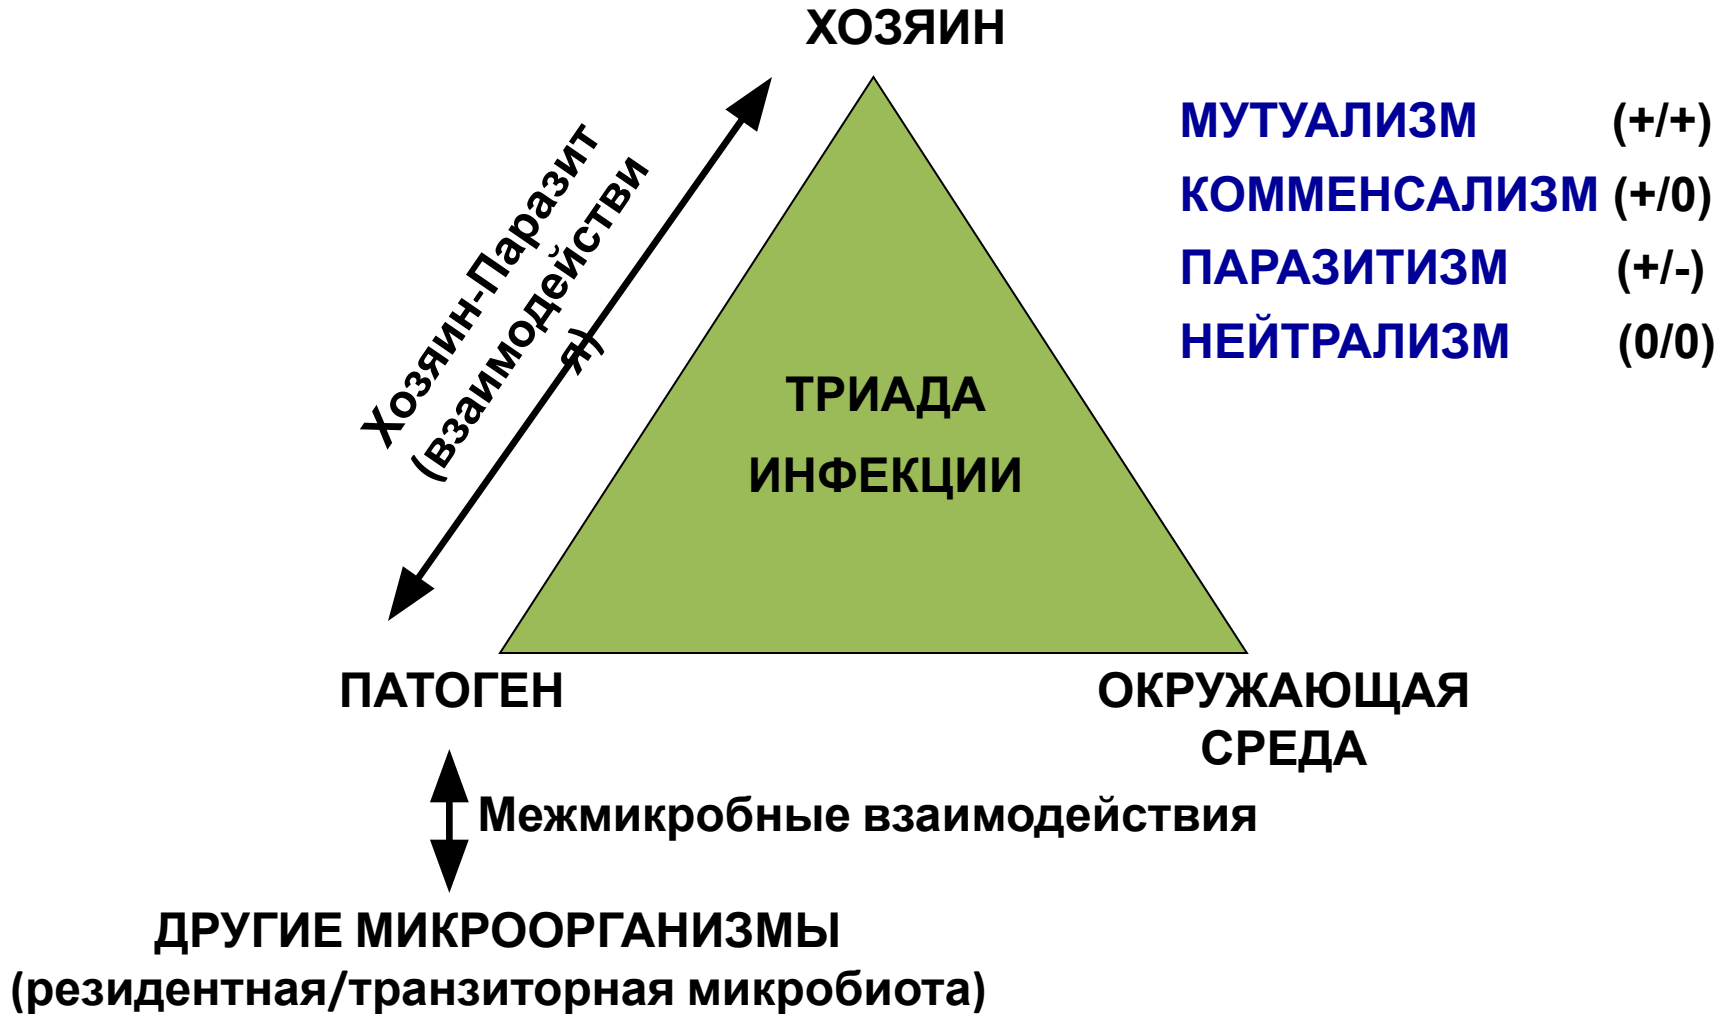 ХОЗЯИН
Хозяин-Паразит
(взаимодействи
я)
МУТУАЛИЗМ (+/+)
КОММЕНСАЛИЗМ (+/0)
ПАРАЗИТИЗМ (+/-)
НЕЙТРАЛИЗМ (0/0)
ТРИАДА
ИНФЕКЦИИ
ПАТОГЕН
ОКРУЖАЮЩАЯ
СРЕДА
Межмикробные взаимодействия
ДРУГИЕ МИКРООРГАНИЗМЫ
(резидентная/транзиторная микробиота)